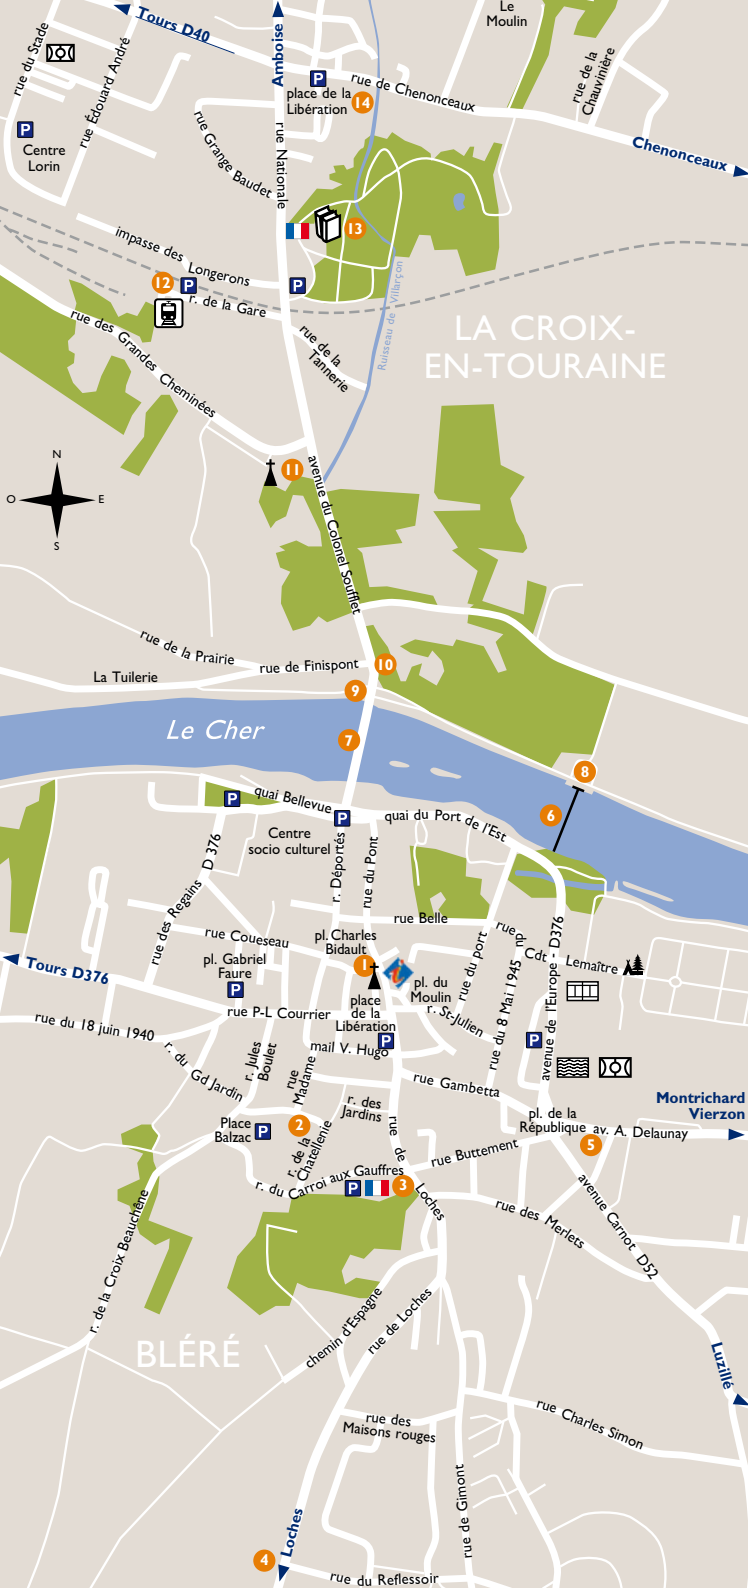 Tours D40
Amboise
Le
Moulin
rue du Stade
rue Édouard André
P
place de la
Libération
14
rue de Chenonceaux
rue de la
Chauvinière
P
Centre
Lorin
rue Grange Baudet
rue Nationale
Chenonceaux
13
impasse des Longerons
12
P
P
r. de la Gare
Ruisseau de Villarçon
rue des Grandes Cheminées
rue de la
Tannerie
LA CROIX-
EN-TOURAINE
N
O
E
S
11
avenue du Colonel Soufflet
rue de la Prairie
rue de Finispont
10
La Tuilerie
9
Le Cher
7
8
6
P
quai Bellevue
P
quai du Port de l'Est
Centre
socio culturel
r. Déportés
rue du Pont
D 376
rue des Regains
rue Belle
rue Coueseau
pl. Charles
Bidault
rue du port
rue du 8 Mai 1945
rue Cdt Lemaître
avenue de l'Europe - D376
Tours D376
pl. Gabriel
Faure
P
1
i
pl. du
Moulin
rue P-L Courrier
place
de la
Libération
r. St-Julien
rue du 18 juin 1940
P
mail V. Hugo
P
r. du Gd Jardin
r. Jules
Boulet
rue
Madame
rue Gambetta
r. des
Jardins
Montrichard
Vierzon
Place
Balzac
P
2
r. de la
Chatellenie
rue de Loches
pl. de la
République
av. A. Delaunay
5
rue Buttement
r. du Carroi aux Gauffres
P
3
rue des Merlets
avenue Carnot D52
r. de la Croix Beauchêne
BLÉRÉ
chemin d'Espagne
rue de Loches
Luzillé
rue des
Maisons rouges
rue Charles Simon
rue de Gimont
Loches
4
rue du Reflessoir